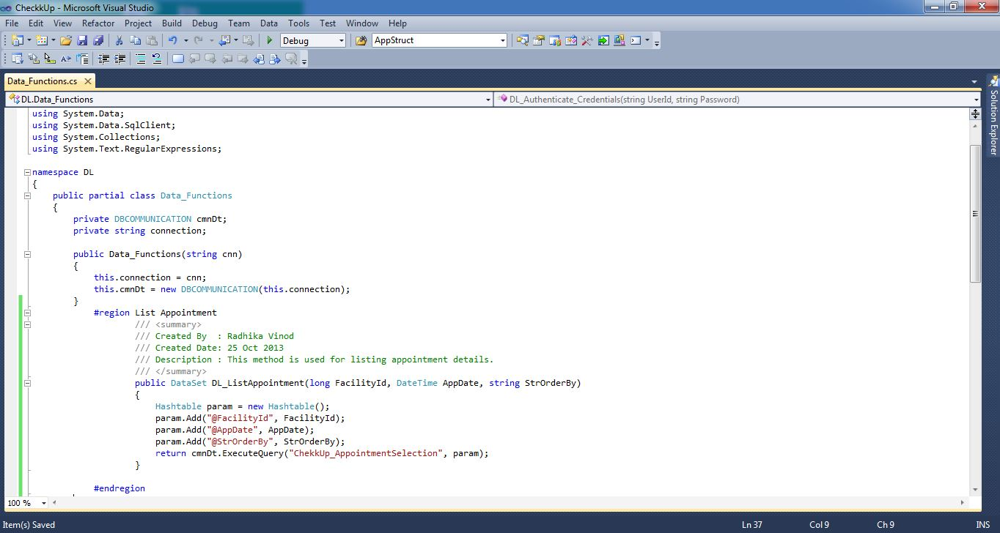 CheckkUp - Microsoft Visual Studio
File Edit View Refactor Project Build Debug Team Data Tools Test Window Help
Debug AppStruct
Data_Functions.cs
DL.Data_Functions DL_Authenticate_Credentials(string UserId, string Password)
Solution Explorer
using System.Data;
using System.Data.SqlClient;
using System.Collections;
using System.Text.RegularExpressions;
namespace DL
{
public partial class Data_Functions
{
private DBCOMMUNICATION cmnDt;
private string connection;
public Data_Functions(string cnn)
{
this.connection = cnn;
this.cmnDt = new DBCOMMUNICATION(this.connection);
}
#region List Appointment
/// <summary>
/// Created By  : Radhika Vinod
/// Created Date: 25 Oct 2013
/// Description : This method is used for listing appointment details.
/// </summary>
public DataSet DL_ListAppointment(long FacilityId, DateTime AppDate, string StrOrderBy)
{
Hashtable param = new Hashtable();
param.Add("@FacilityId", FacilityId);
param.Add("@AppDate", AppDate);
param.Add("@StrOrderBy", StrOrderBy);
return cmnDt.ExecuteQuery("ChekkUp_AppointmentSelection", param);
}
#endregion
100 %
Item(s) Saved Ln 37 Col 9 Ch 9 INS